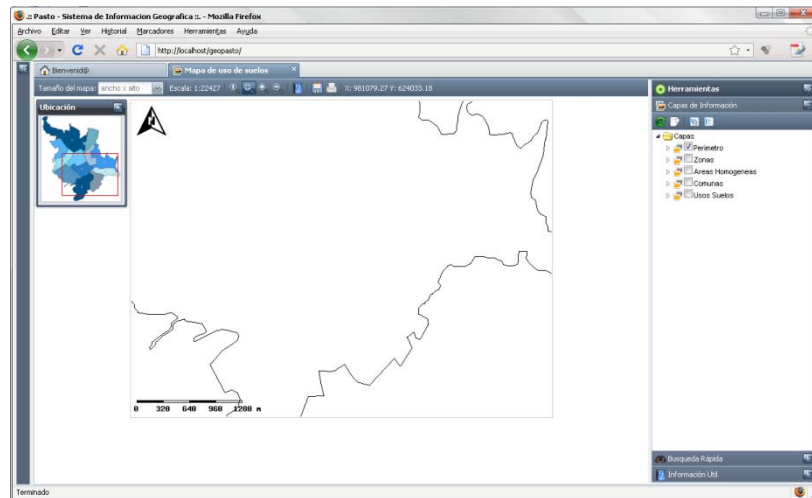 .:: Pasto - Sistema de Informacion Geografica ::. - Mozilla Firefox
Archivo Editar Ver Historial Marcadores Herramientas Ayuda
http://localhost/geopasto/
Bienvenid@
Mapa de uso de suelos
Tamaño del mapa: ancho x alto Escala: 1:22427 X: 981079.27 Y: 624033.18
Ubicación
0 320 640 960 1280 m
Herramientas
Capas de Información
Capas
Perimetro
Zonas
Areas Homogeneas
Comunas
Usos Suelos
Busqueda Rápida
Información Util
Terminado